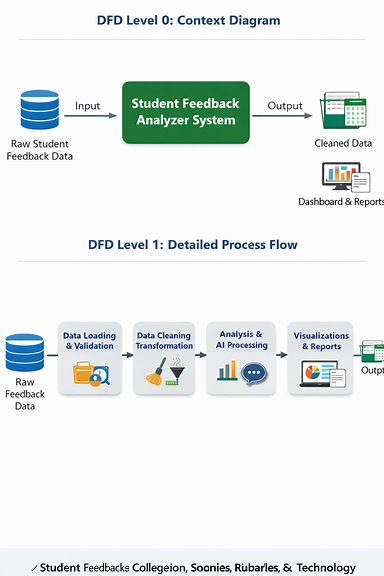 DFD Level 0: Context Diagram
Input
Student Feedback
Analyzer System
Output
Raw Student
Feedback Data
Cleaned Data
Dashboard & Reports
DFD Level 1: Detailed Process Flow
Data Loading
& Validation
Data Cleaning
Transformation
Analysis &
AI Processing
Visualizations
& Reports
Raw
Feedback
Data
Outpt
✓ Student Feedbacks Collegeion, Soɑnies, Rubarles, & Technology